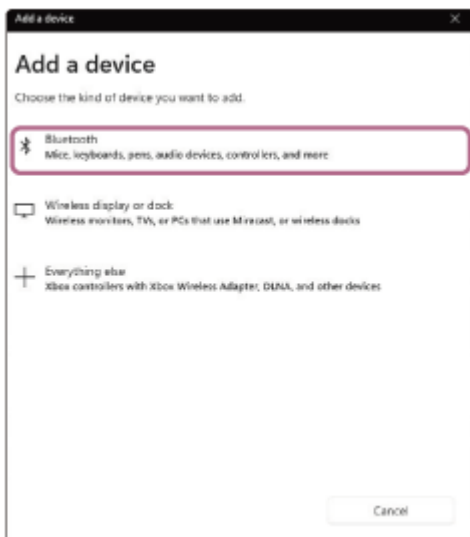 Add a device
Add a device
Choose the kind of device you want to add.
Bluetooth
Mice, keyboards, pens, audio devices, controllers, and more
Wireless display or dock
Wireless monitors, TVs, or PCs that use Miracast, or wireless docks
Everything else
Xbox controllers with Xbox Wireless Adapter, DLNA, and other devices
Cancel